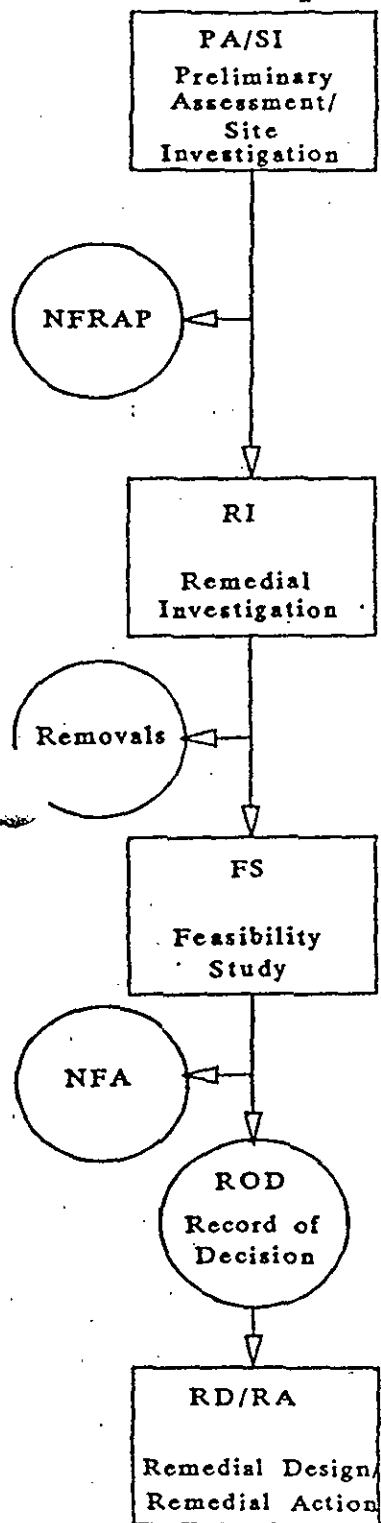 PA/SI
Preliminary
Assessment/
Site
Investigation
NFRAP
RI
Remedial
Investigation
Removals
FS
Feasibility
Study
NFA
ROD
Record of
Decision
RD/RA
Remedial Design/
Remedial Action